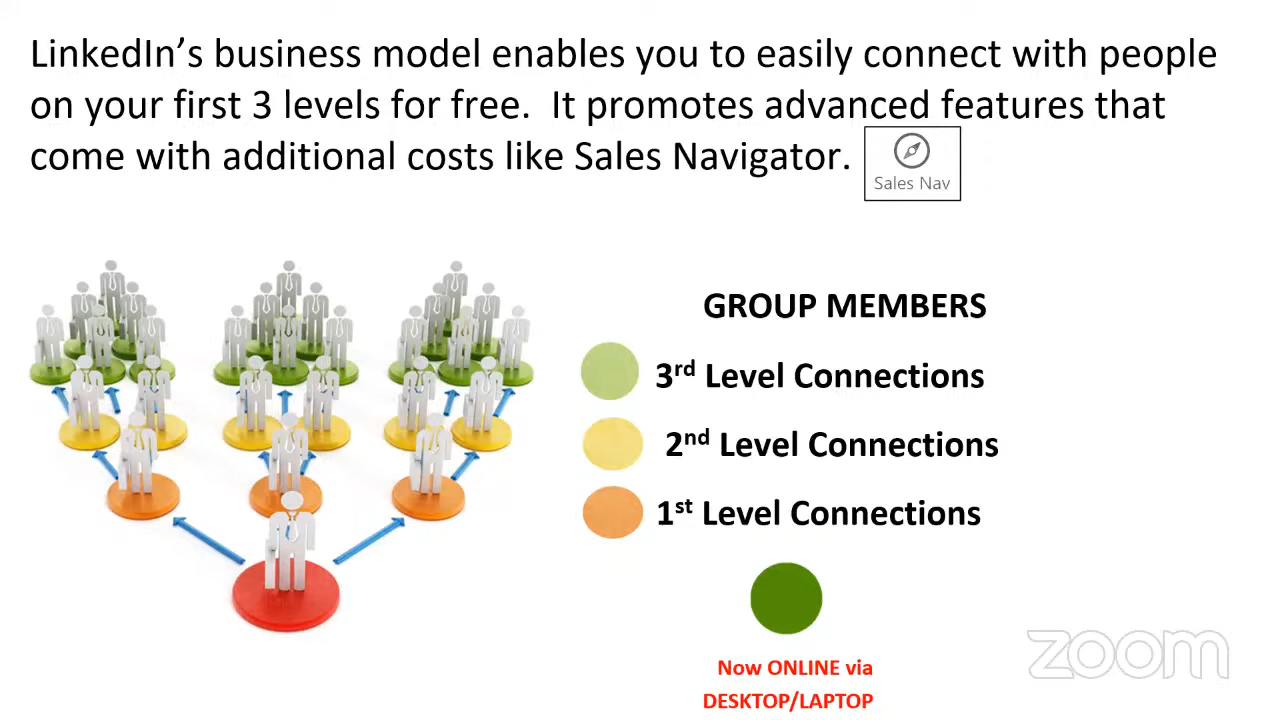 LinkedIn’s business model enables you to easily connect with people
on your first 3 levels for free.  It promotes advanced features that
come with additional costs like Sales Navigator.
Sales Nav
GROUP MEMBERS
3rd Level Connections
2nd Level Connections
1st Level Connections
Now ONLINE via
DESKTOP/LAPTOP
zoom